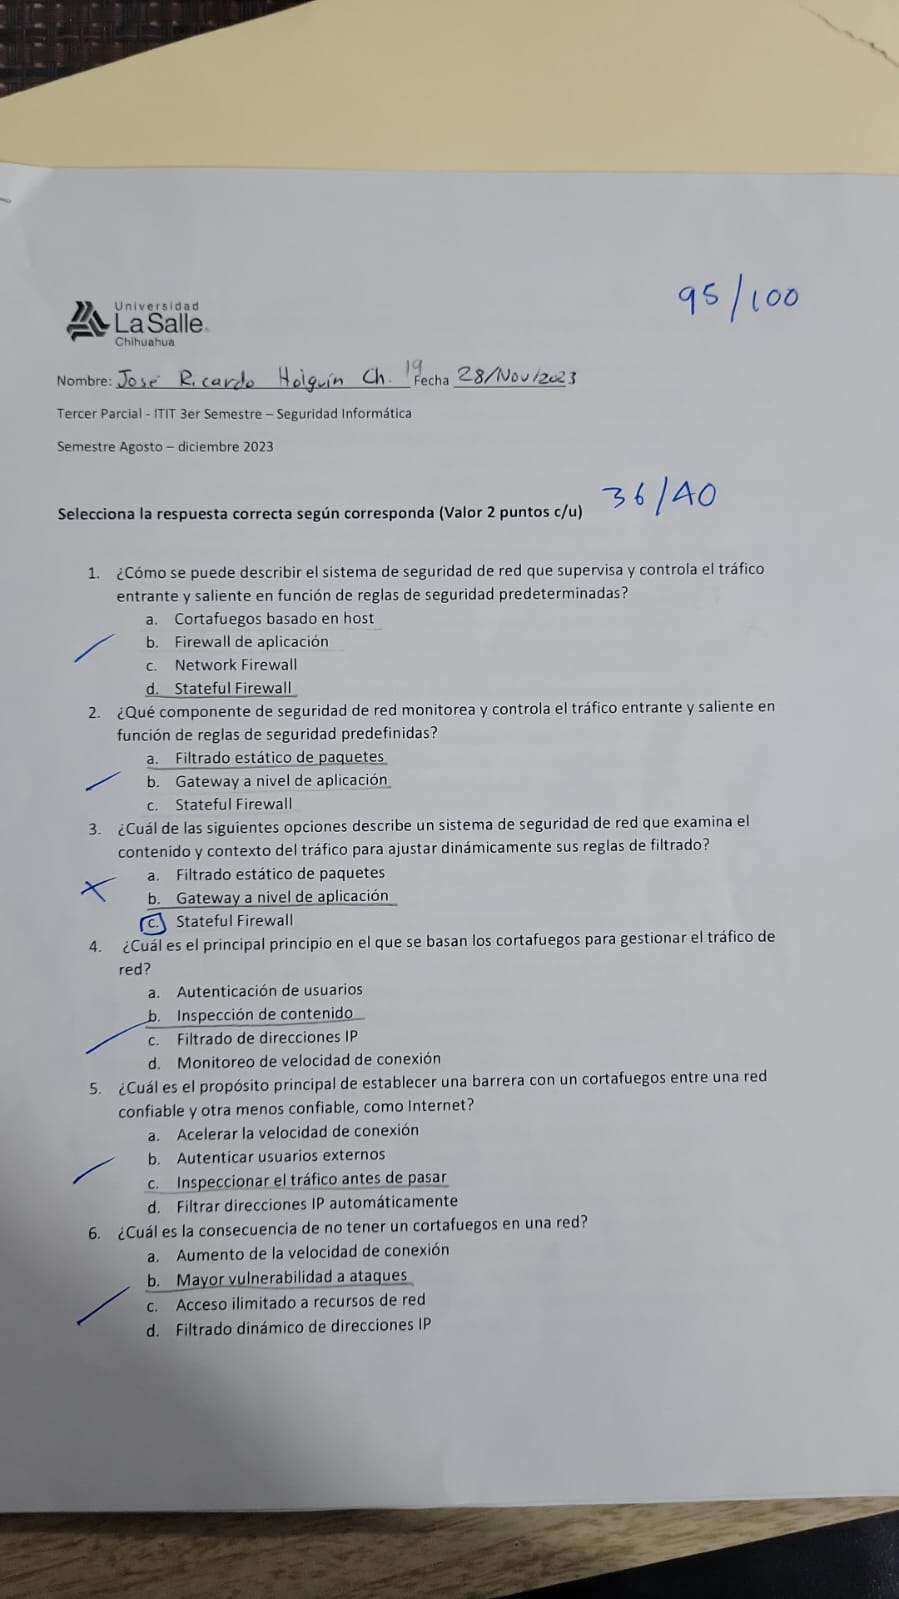 95/100
Universidad
La Salle
Chihuahua
Nombre: José Ricardo Holguín Ch. 19 Fecha 28/Nov/2023
Tercer Parcial - ITIT 3er Semestre – Seguridad Informática
Semestre Agosto – diciembre 2023
36/40
Selecciona la respuesta correcta según corresponda (Valor 2 puntos c/u)
1. ¿Cómo se puede describir el sistema de seguridad de red que supervisa y controla el tráfico
entrante y saliente en función de reglas de seguridad predeterminadas?
a. Cortafuegos basado en host
b. Firewall de aplicación
c. Network Firewall
d. Stateful Firewall
2. ¿Qué componente de seguridad de red monitorea y controla el tráfico entrante y saliente en
función de reglas de seguridad predefinidas?
a. Filtrado estático de paquetes
b. Gateway a nivel de aplicación
c. Stateful Firewall
3. ¿Cuál de las siguientes opciones describe un sistema de seguridad de red que examina el
contenido y contexto del tráfico para ajustar dinámicamente sus reglas de filtrado?
a. Filtrado estático de paquetes
b. Gateway a nivel de aplicación
c. Stateful Firewall
4. ¿Cuál es el principal principio en el que se basan los cortafuegos para gestionar el tráfico de
red?
a. Autenticación de usuarios
b. Inspección de contenido
c. Filtrado de direcciones IP
d. Monitoreo de velocidad de conexión
5. ¿Cuál es el propósito principal de establecer una barrera con un cortafuegos entre una red
confiable y otra menos confiable, como Internet?
a. Acelerar la velocidad de conexión
b. Autenticar usuarios externos
c. Inspeccionar el tráfico antes de pasar
d. Filtrar direcciones IP automáticamente
6. ¿Cuál es la consecuencia de no tener un cortafuegos en una red?
a. Aumento de la velocidad de conexión
b. Mayor vulnerabilidad a ataques
c. Acceso ilimitado a recursos de red
d. Filtrado dinámico de direcciones IP